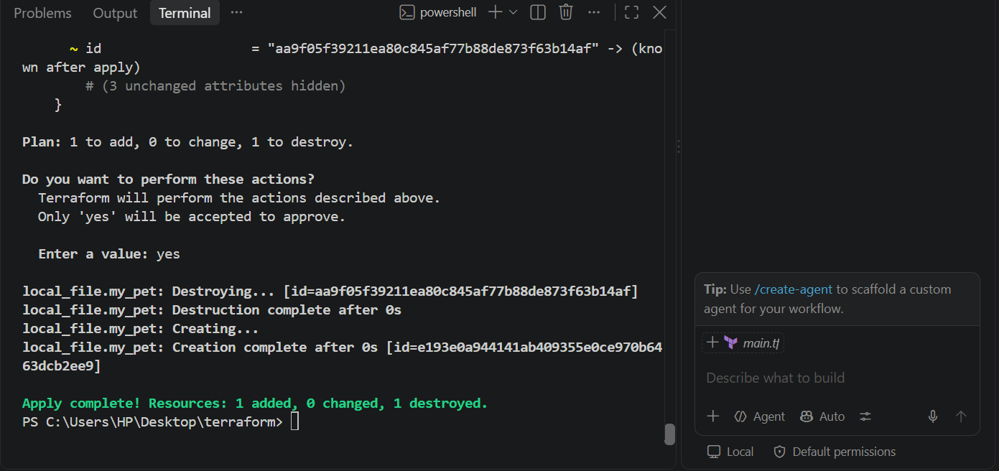 Problems Output Terminal ...
powershell
~ id = "aa9f05f39211ea80c845af77b88de873f63b14af" -> (kno
wn after apply)
# (3 unchanged attributes hidden)
}
Plan: 1 to add, 0 to change, 1 to destroy.
Do you want to perform these actions?
Terraform will perform the actions described above.
Only 'yes' will be accepted to approve.
Enter a value: yes
local_file.my_pet: Destroying... [id=aa9f05f39211ea80c845af77b88de873f63b14af]
local_file.my_pet: Destruction complete after 0s
local_file.my_pet: Creating...
local_file.my_pet: Creation complete after 0s [id=e193e0a944141ab409355e0ce970b64
63dcb2ee9]
Apply complete! Resources: 1 added, 0 changed, 1 destroyed.
PS C:\Users\HP\Desktop\terraform>
Tip: Use /create-agent to scaffold a custom
agent for your workflow.
main.tf
Describe what to build
Agent Auto
Local Default permissions